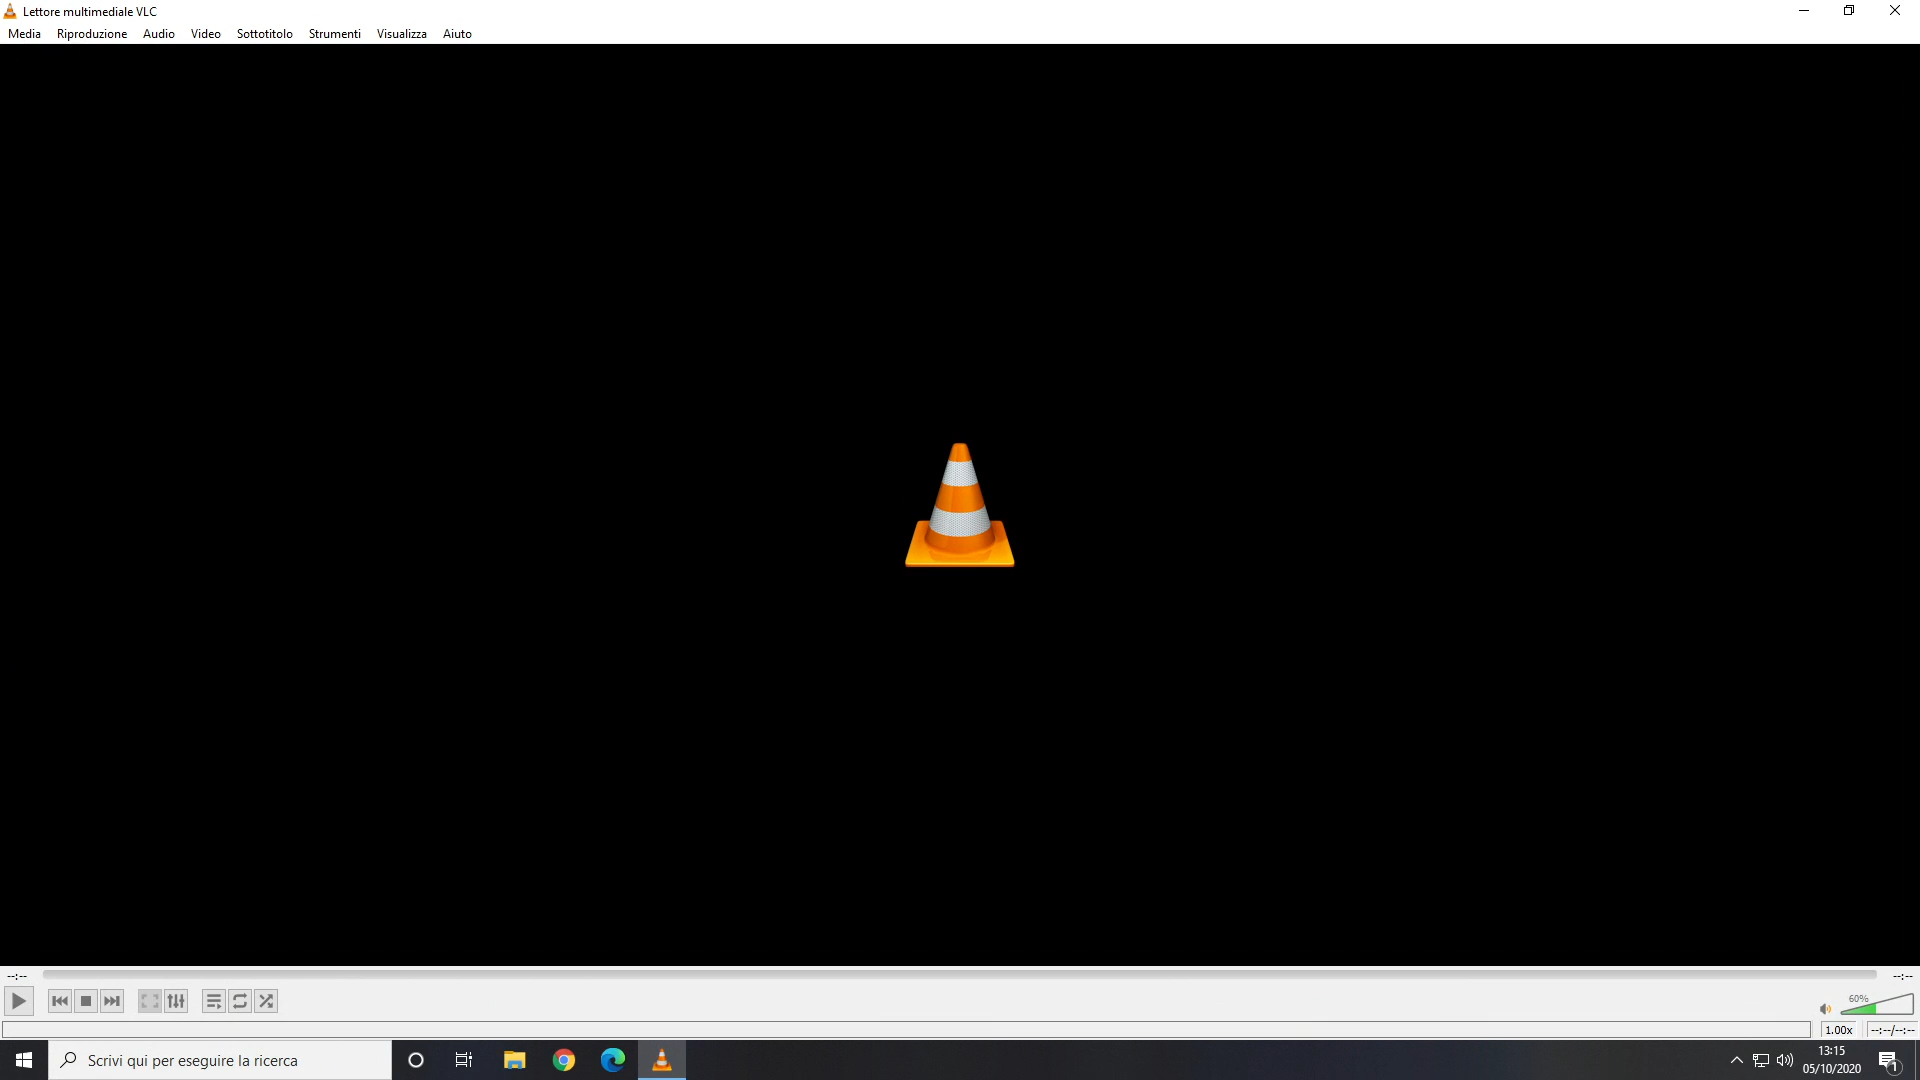 Lettore multimediale VLC
Media Riproduzione Audio Video Sottotitolo Strumenti Visualizza Aiuto
--:-- --:--
60%
1.00x --:--/--:--
Scrivi qui per eseguire la ricerca
13:15
05/10/2020
1